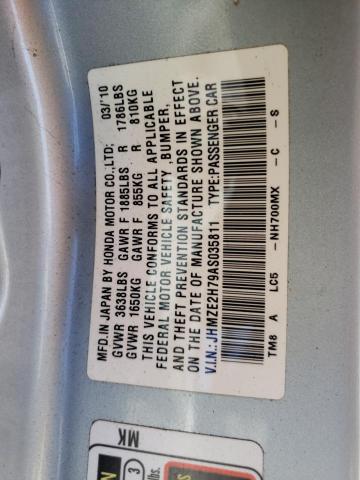 MFD.IN JAPAN BY HONDA MOTOR CO.,LTD; 03/'10
GVWR 3638LBS GAWR F 1885LBS R 1786LBS
GVWR 1650KG GAWR F 855KG R 810KG
THIS VEHICLE CONFORMS TO ALL APPLICABLE
FEDERAL MOTOR VEHICLE SAFETY ,BUMPER,
AND THEFT PREVENTION STANDARDS IN EFFECT
ON THE DATE OF MANUFACTURE SHOWN ABOVE.
V.I.N.: JHMZE2H79AS035811 TYPE:PASSENGER CAR
TM8 A LC5 -NH700MX -C -S
MK
3
lbs.